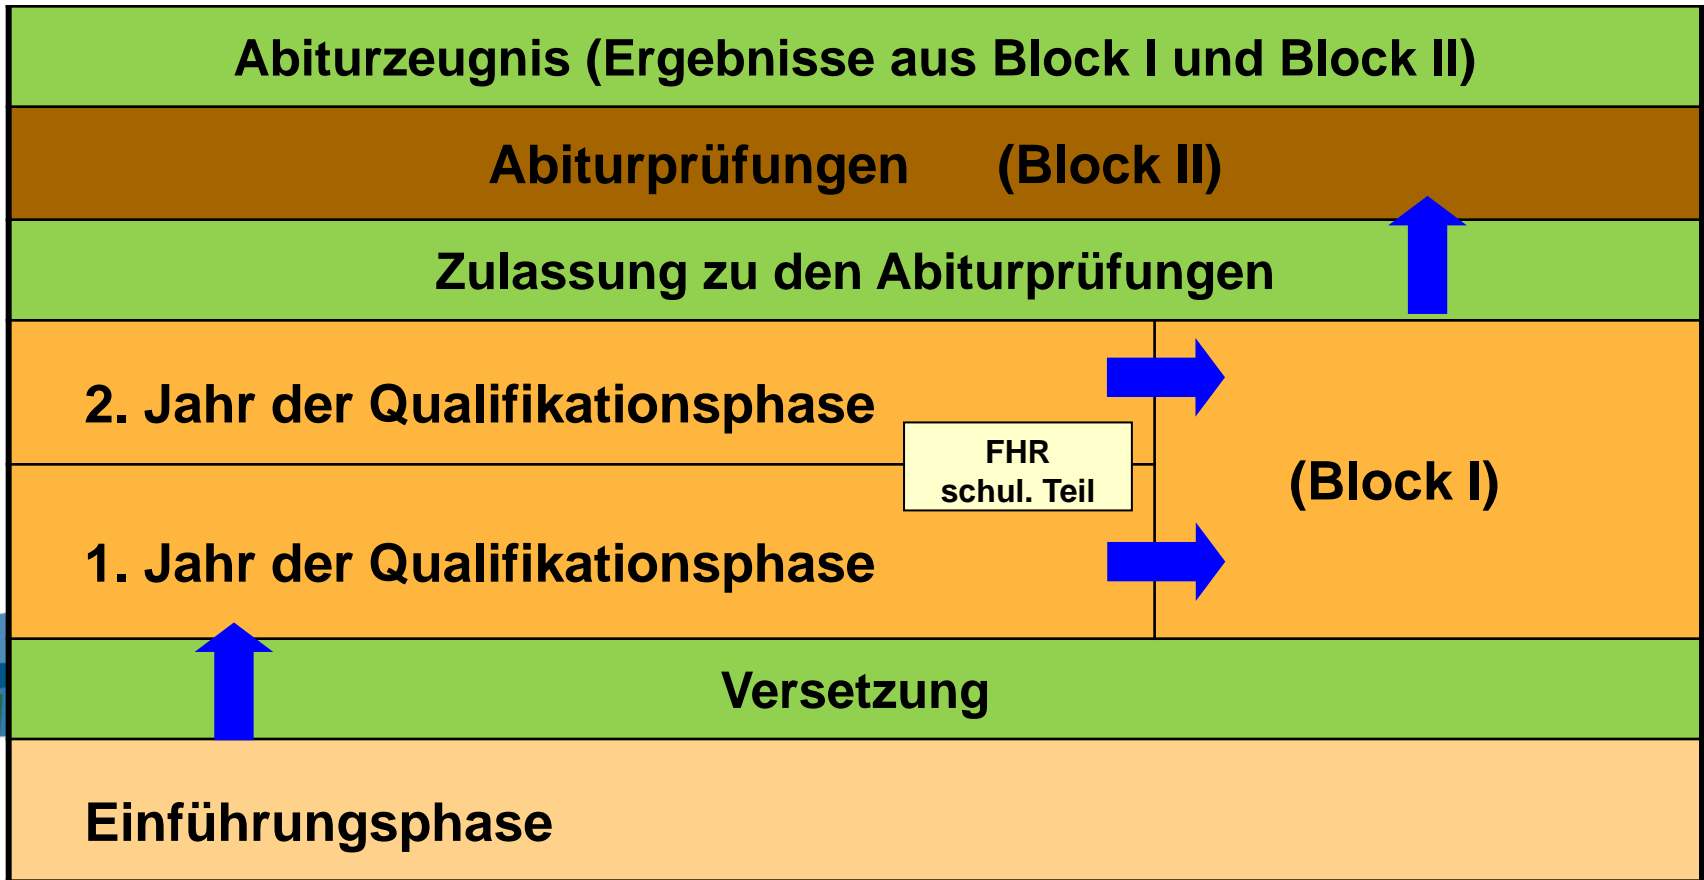 Abiturzeugnis (Ergebnisse aus Block I und Block II)
Abiturprüfungen (Block II)
Zulassung zu den Abiturprüfungen
2. Jahr der Qualifikationsphase
FHR
schul. Teil
(Block I)
1. Jahr der Qualifikationsphase
Versetzung
Einführungsphase